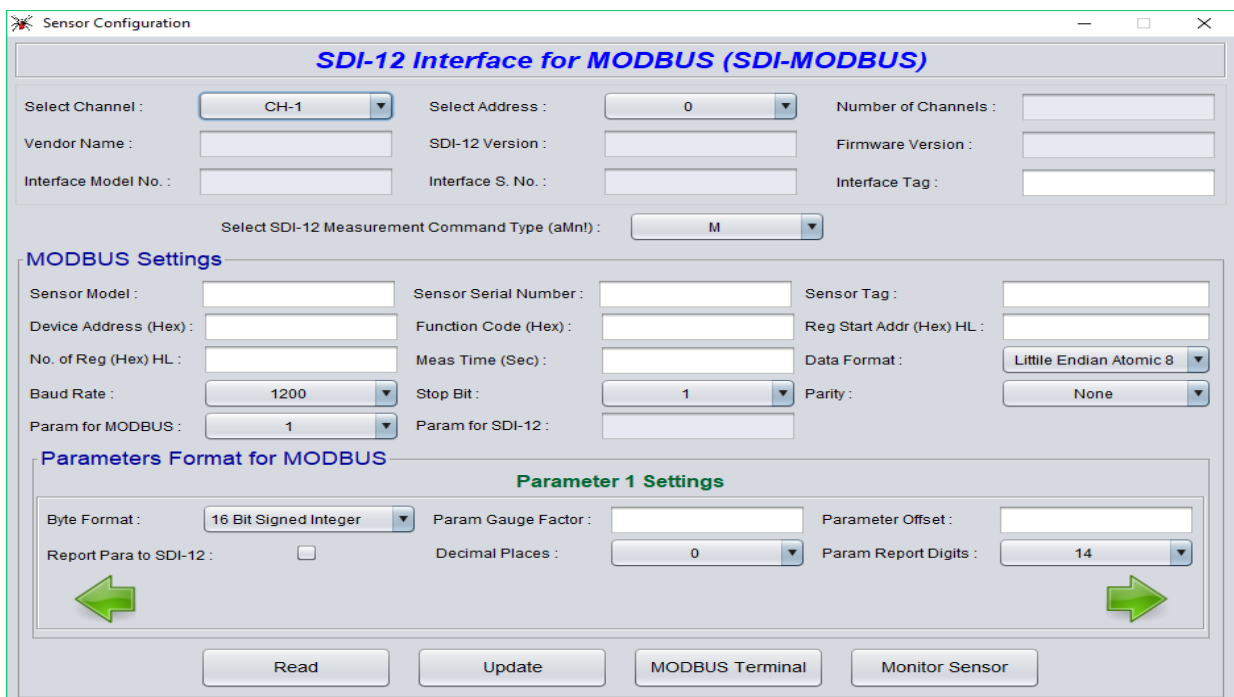 Sensor Configuration
SDI-12 Interface for MODBUS (SDI-MODBUS)
Select Channel : CH-1 Select Address : 0 Number of Channels :
Vendor Name : SDI-12 Version : Firmware Version :
Interface Model No. : Interface S. No. : Interface Tag :
Select SDI-12 Measurement Command Type (aMn!) : M
MODBUS Settings
Sensor Model : Sensor Serial Number : Sensor Tag :
Device Address (Hex) : Function Code (Hex) : Reg Start Addr (Hex) HL :
No. of Reg (Hex) HL : Meas Time (Sec) : Data Format : Littile Endian Atomic 8
Baud Rate : 1200 Stop Bit : 1 Parity : None
Param for MODBUS : 1 Param for SDI-12 :
Parameters Format for MODBUS
Parameter 1 Settings
Byte Format : 16 Bit Signed Integer Param Gauge Factor : Parameter Offset :
Report Para to SDI-12 : Decimal Places : 0 Param Report Digits : 14
Read Update MODBUS Terminal Monitor Sensor